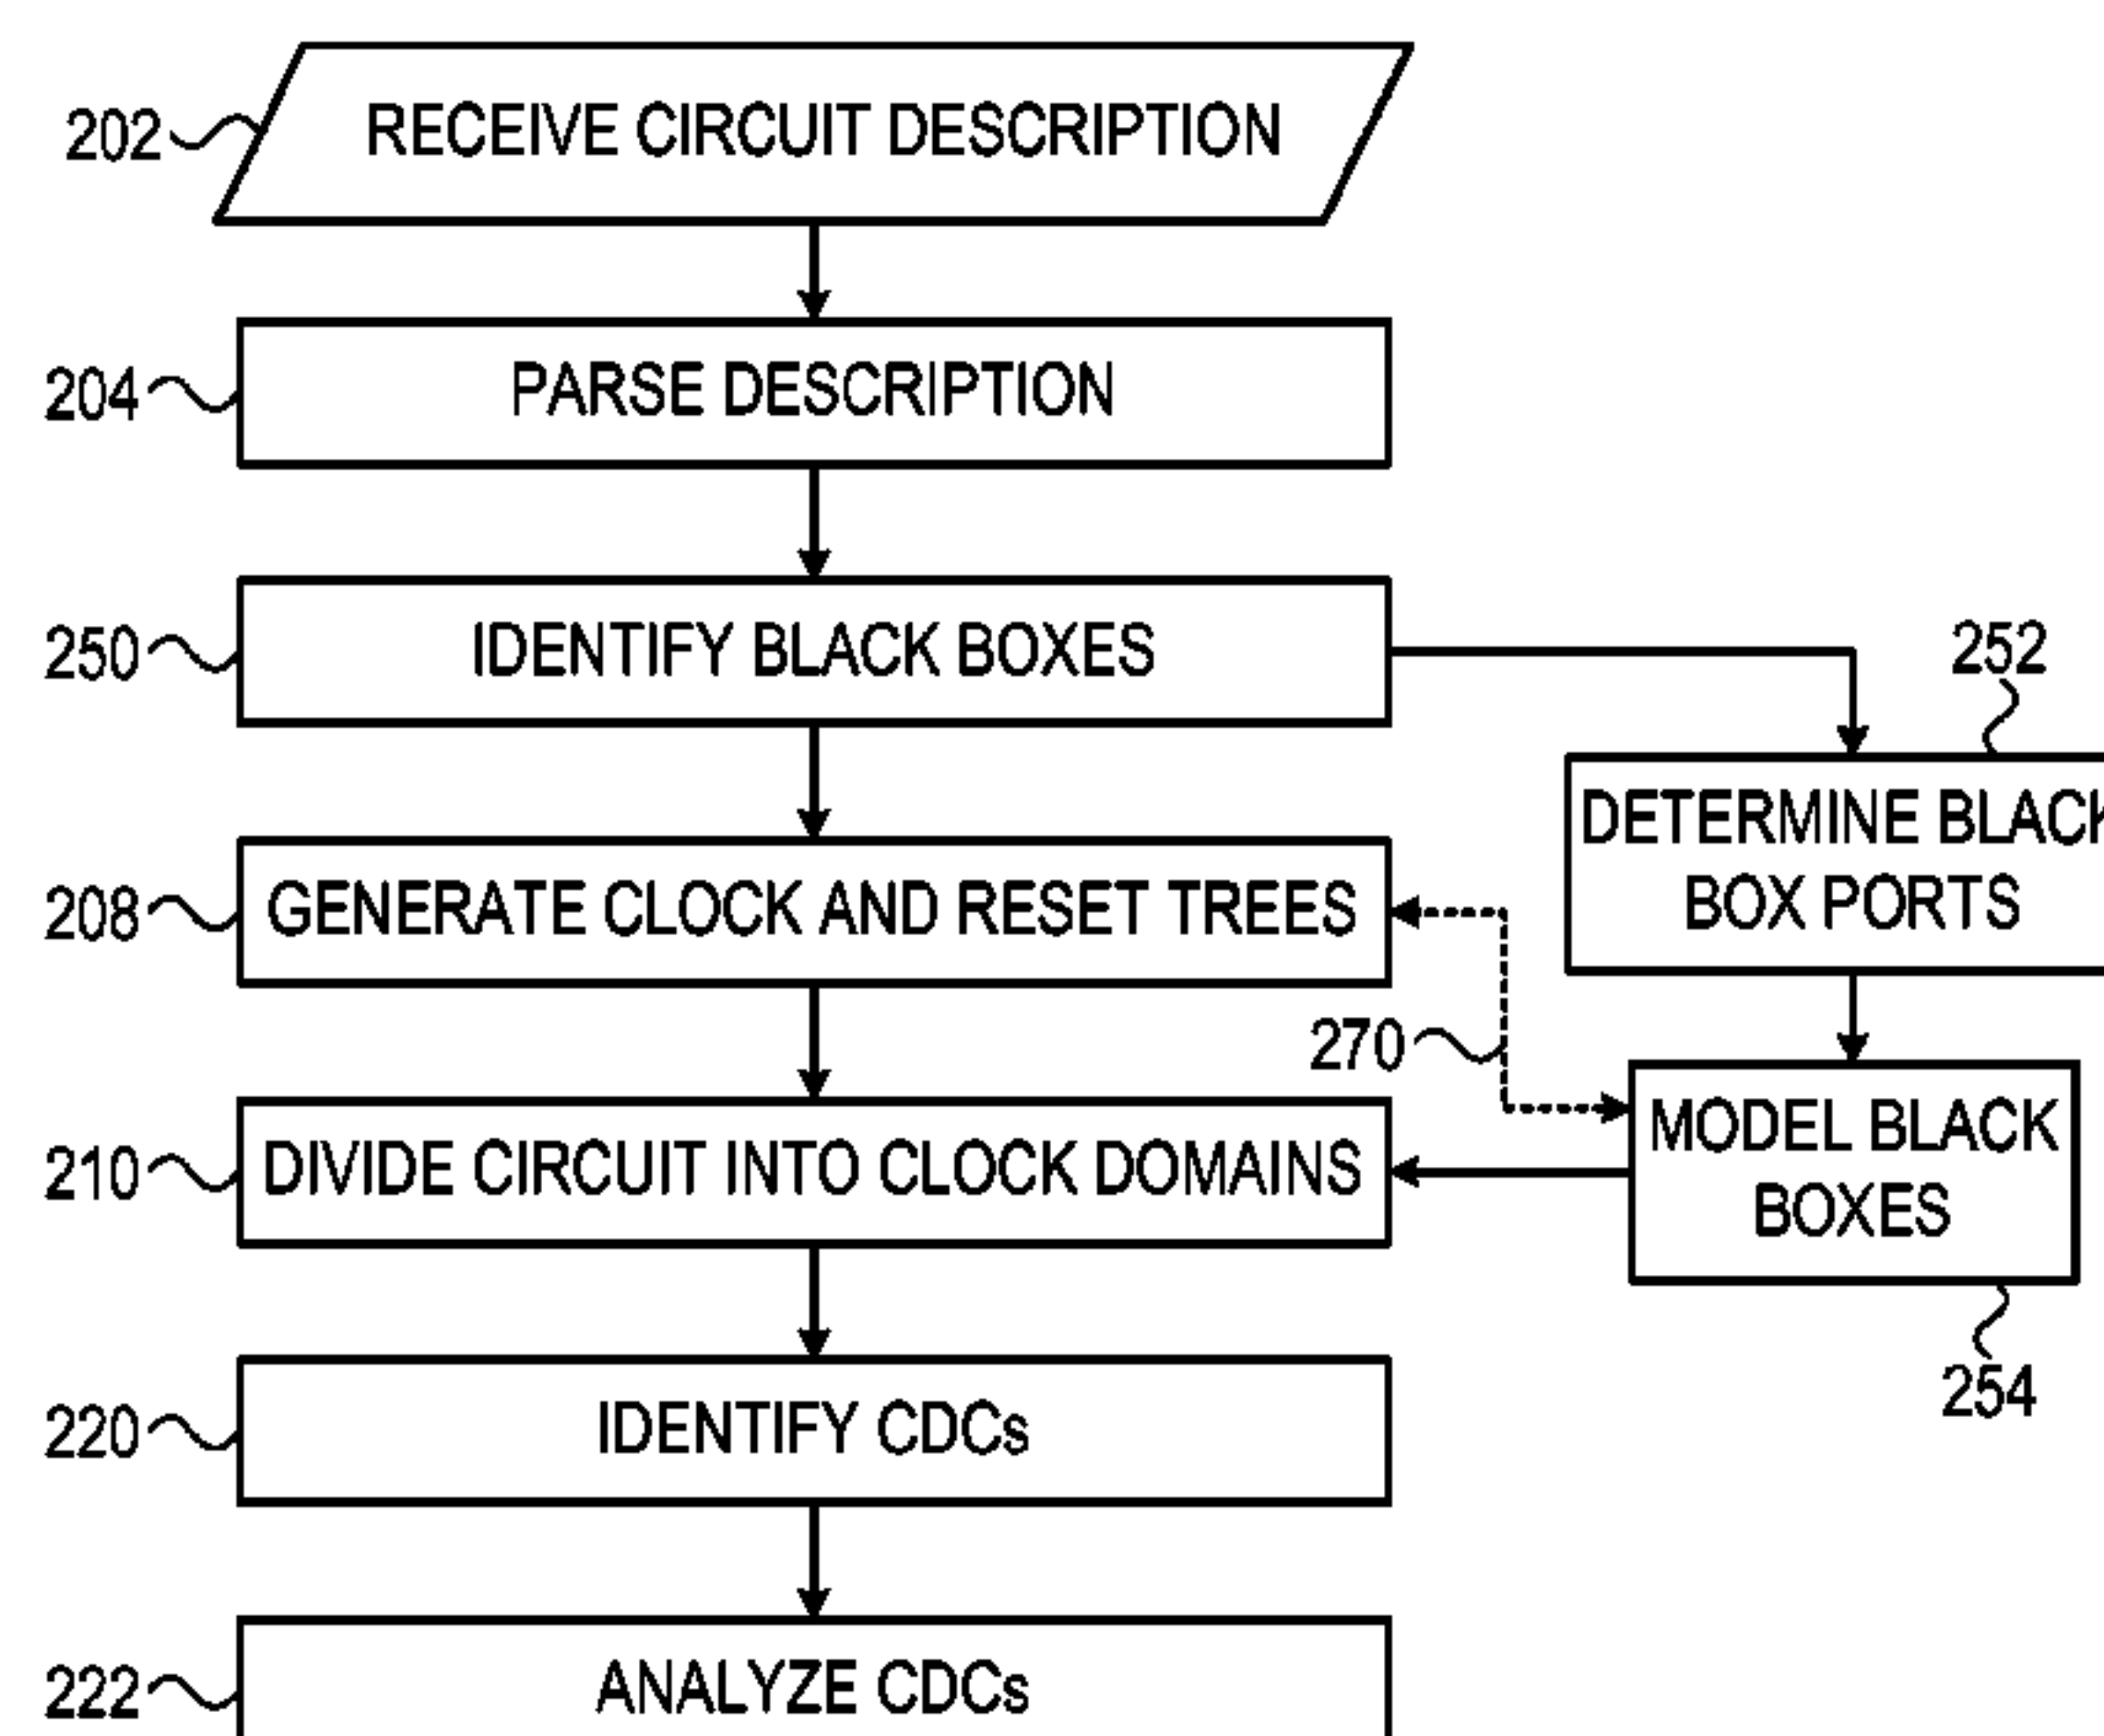 202
RECEIVE CIRCUIT DESCRIPTION
204
PARSE DESCRIPTION
250
IDENTIFY BLACK BOXES
252
DETERMINE BLACK
BOX PORTS
208
GENERATE CLOCK AND RESET TREES
270
MODEL BLACK
BOXES
254
210
DIVIDE CIRCUIT INTO CLOCK DOMAINS
220
IDENTIFY CDCs
222
ANALYZE CDCs